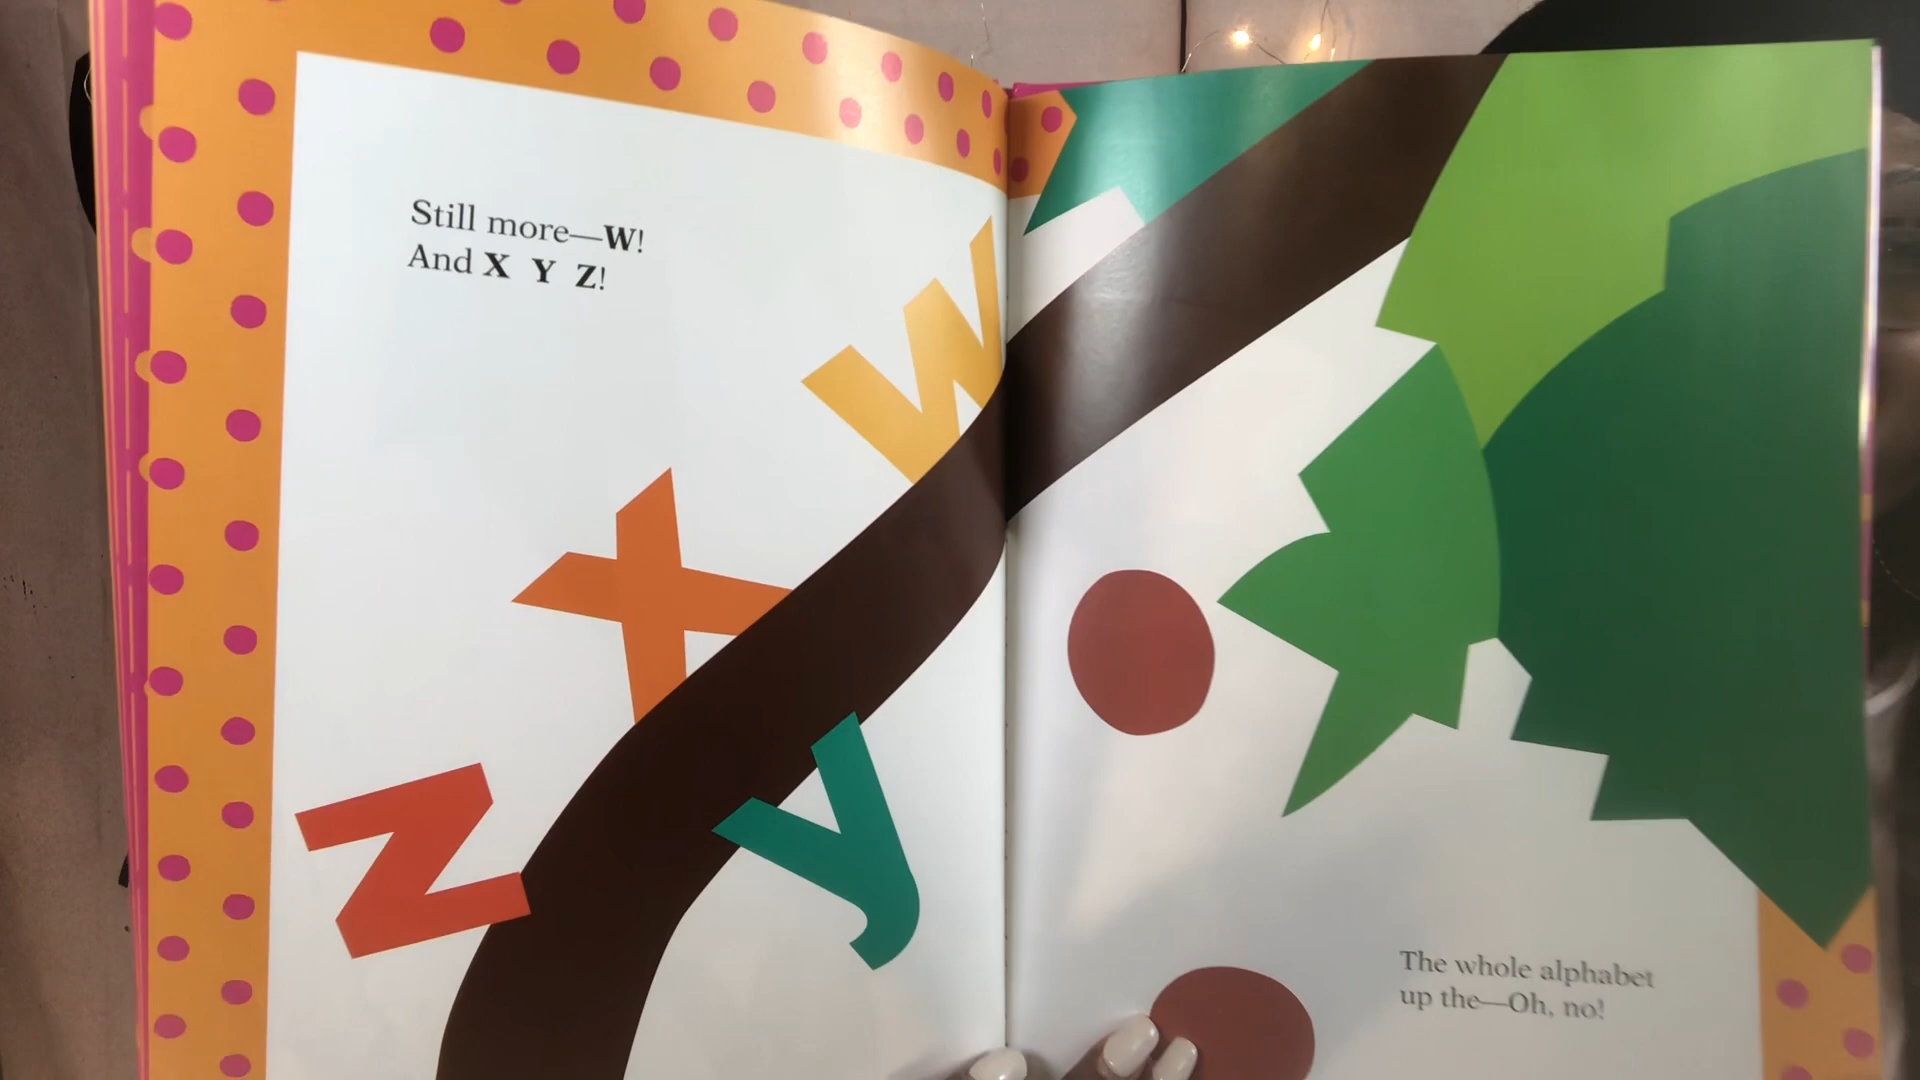 Still more—W!
And X Y Z!
w
x
y
z
The whole alphabet
up the—Oh, no!